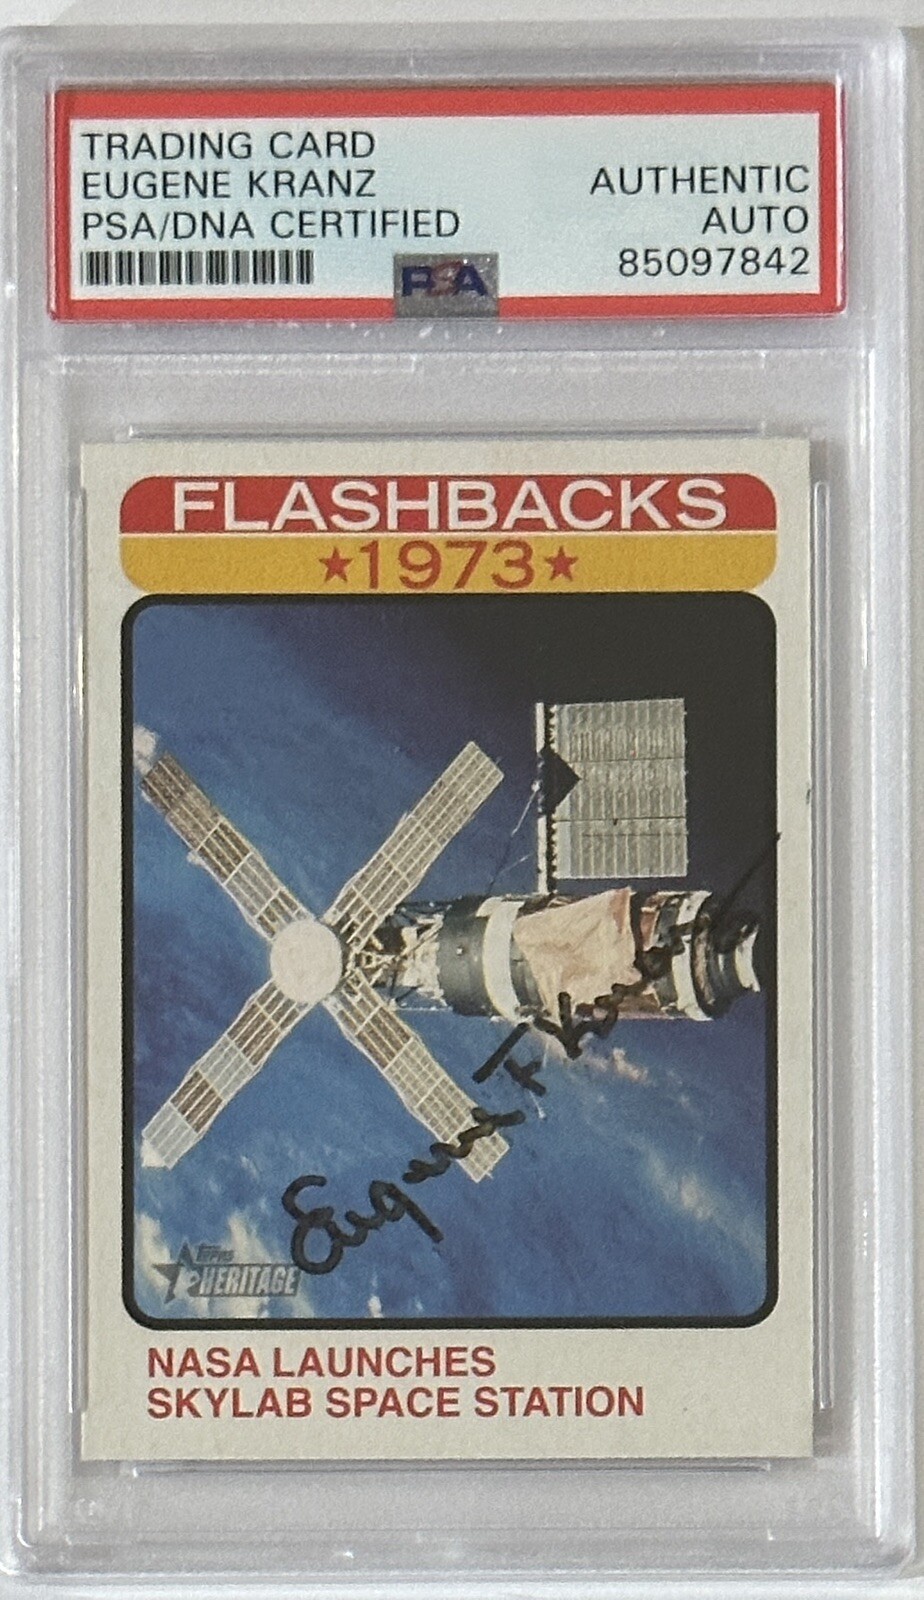 TRADING CARD
EUGENE KRANZ
PSA/DNA CERTIFIED
AUTHENTIC
AUTO
85097842
PSA
FLASHBACKS
★1973★
Eugene F Kranz
TOPPS
HERITAGE
NASA LAUNCHES
SKYLAB SPACE STATION